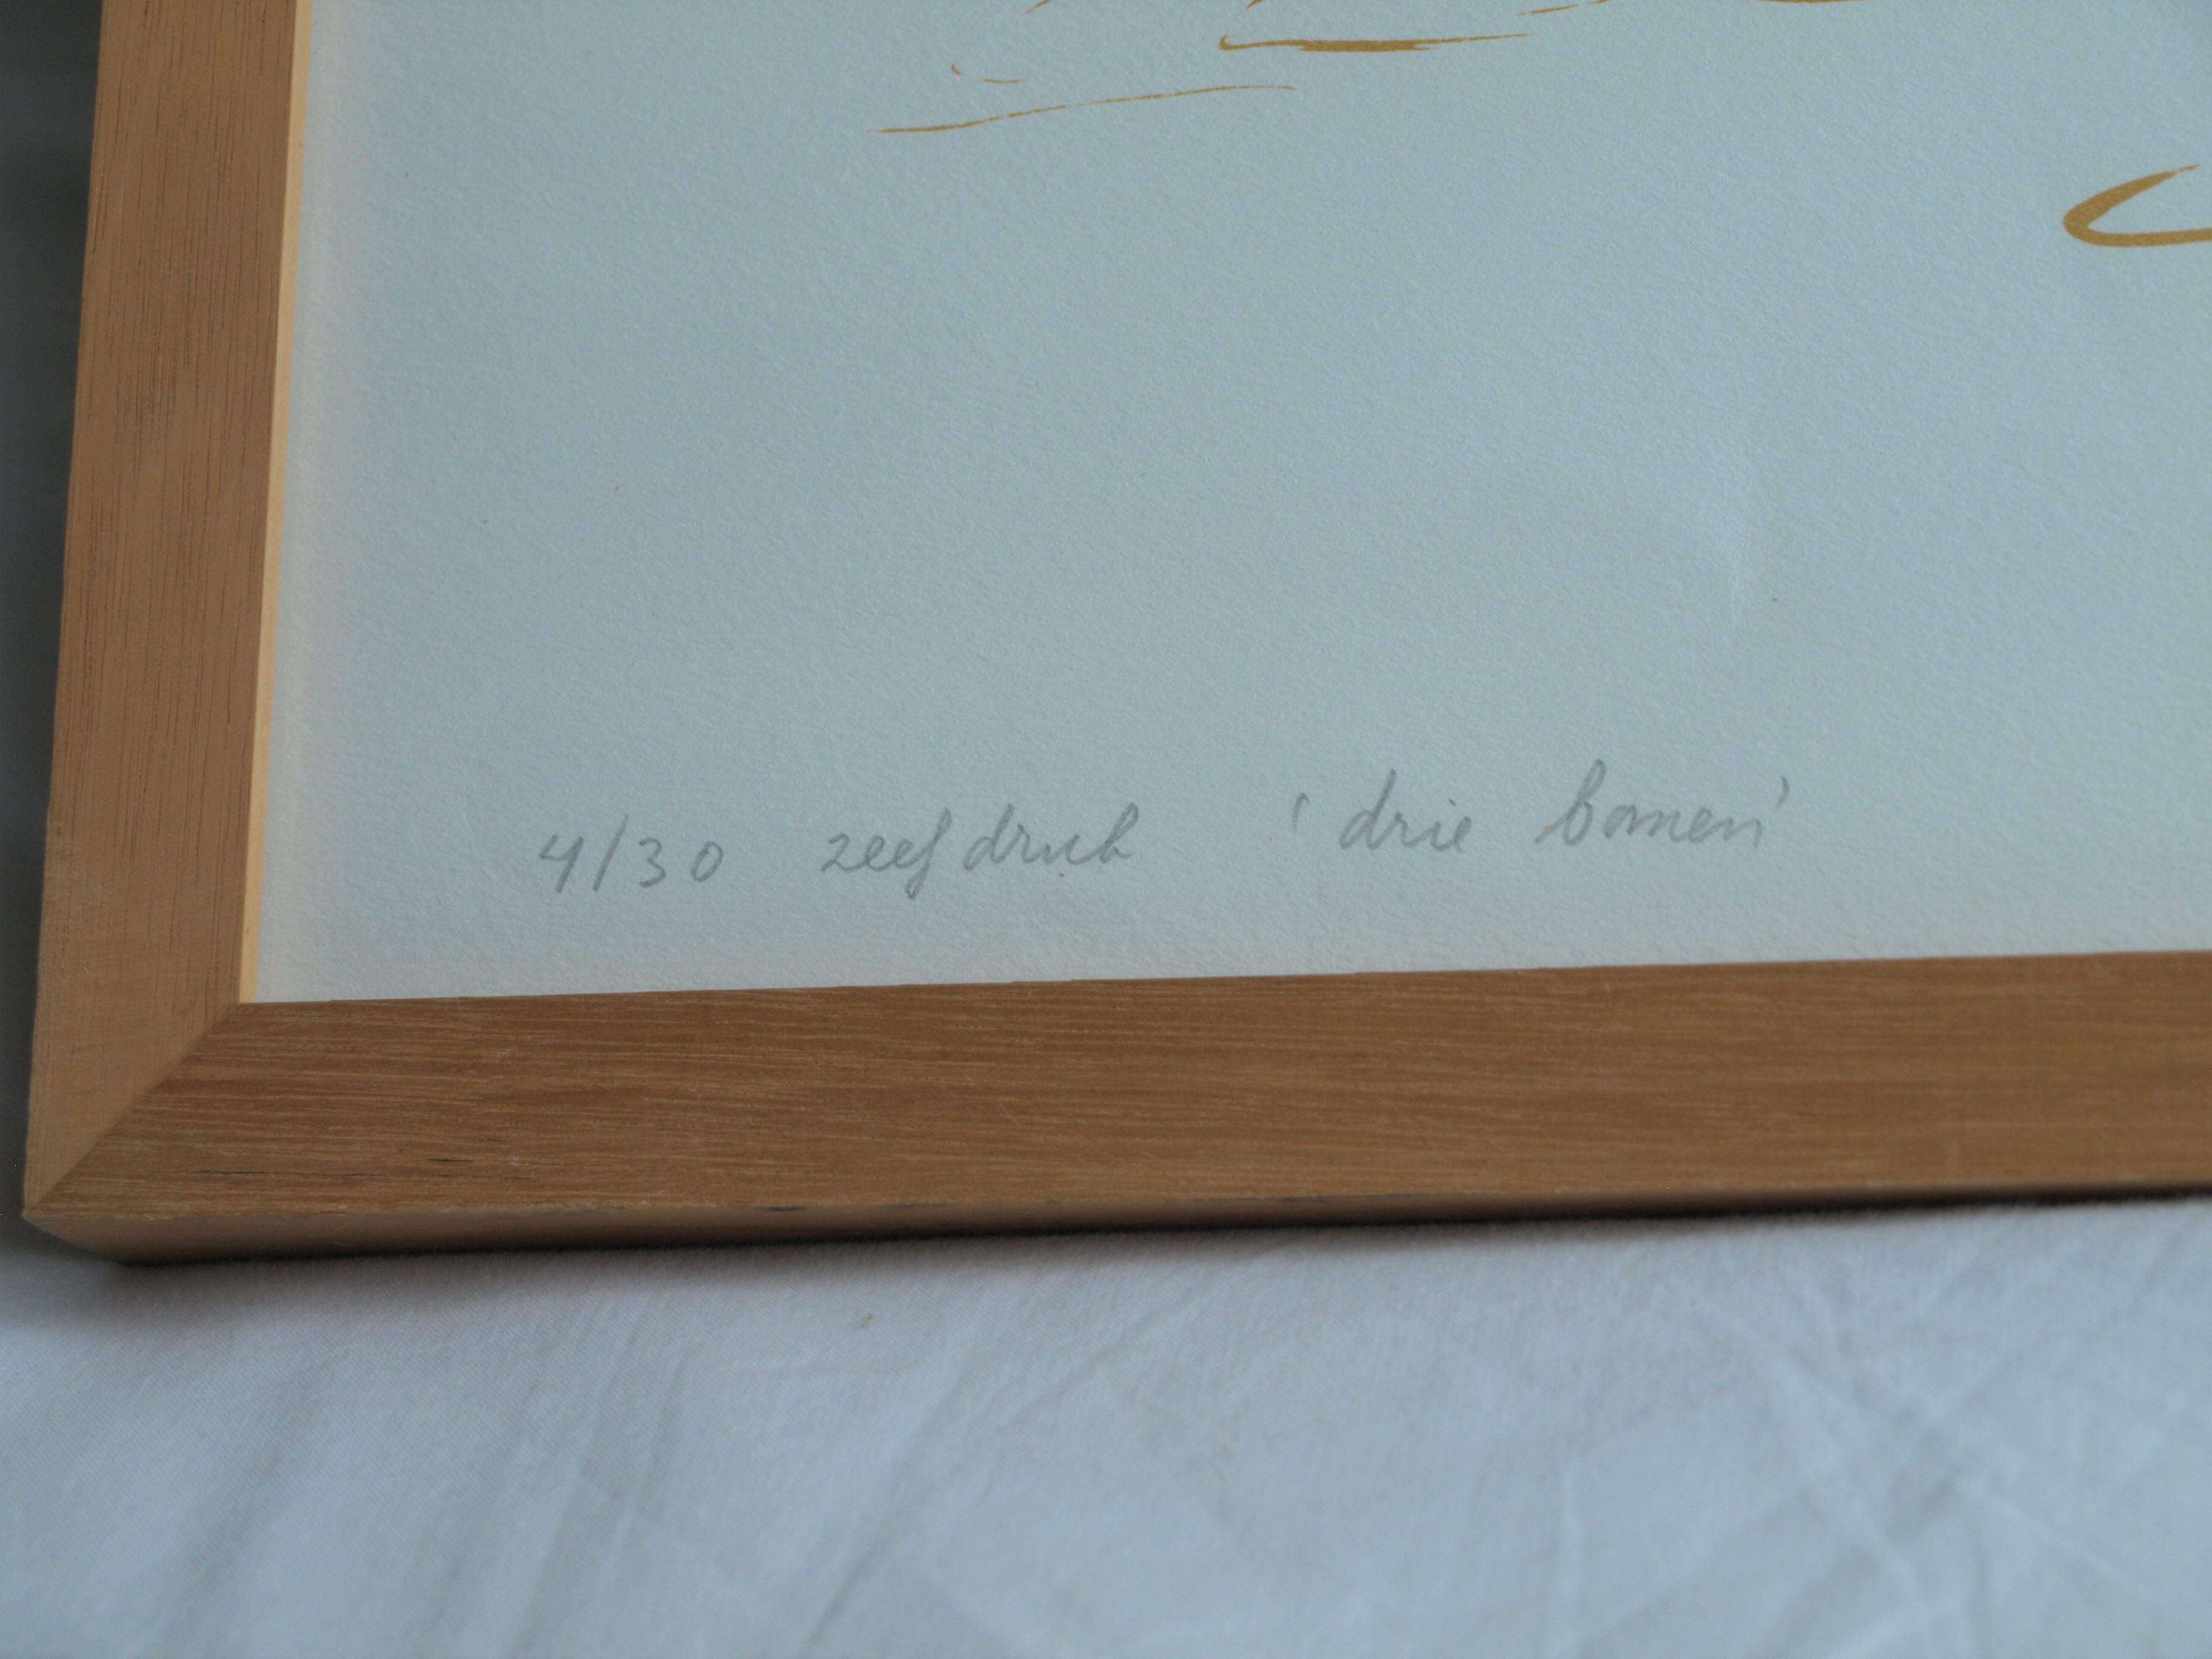 4/30 zeefdruk 'drie bomen'